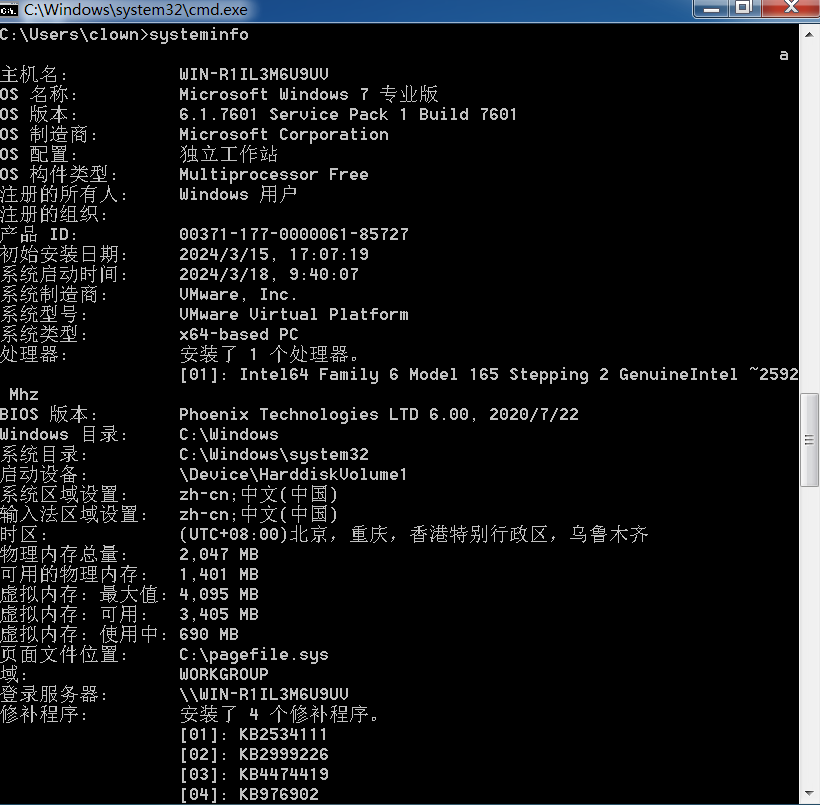 C:\Windows\system32\cmd.exe
C:\Users\clown>systeminfo
a
主机名: WIN-R1IL3M6U9UV
OS 名称: Microsoft Windows 7 专业版
OS 版本: 6.1.7601 Service Pack 1 Build 7601
OS 制造商: Microsoft Corporation
OS 配置: 独立工作站
OS 构件类型: Multiprocessor Free
注册的所有人: Windows 用户
注册的组织:
产品 ID: 00371-177-0000061-85727
初始安装日期: 2024/3/15, 17:07:19
系统启动时间: 2024/3/18, 9:40:07
系统制造商: VMware, Inc.
系统型号: VMware Virtual Platform
系统类型: x64-based PC
处理器: 安装了 1 个处理器。
[01]: Intel64 Family 6 Model 165 Stepping 2 GenuineIntel ~2592
Mhz
BIOS 版本: Phoenix Technologies LTD 6.00, 2020/7/22
Windows 目录: C:\Windows
系统目录: C:\Windows\system32
启动设备: \Device\HarddiskVolume1
系统区域设置: zh-cn;中文(中国)
输入法区域设置: zh-cn;中文(中国)
时区: (UTC+08:00)北京，重庆，香港特别行政区，乌鲁木齐
物理内存总量: 2,047 MB
可用的物理内存: 1,401 MB
虚拟内存: 最大值: 4,095 MB
虚拟内存: 可用: 3,405 MB
虚拟内存: 使用中: 690 MB
页面文件位置: C:\pagefile.sys
域: WORKGROUP
登录服务器: \\WIN-R1IL3M6U9UV
修补程序: 安装了 4 个修补程序。
[01]: KB2534111
[02]: KB2999226
[03]: KB4474419
[04]: KB976902